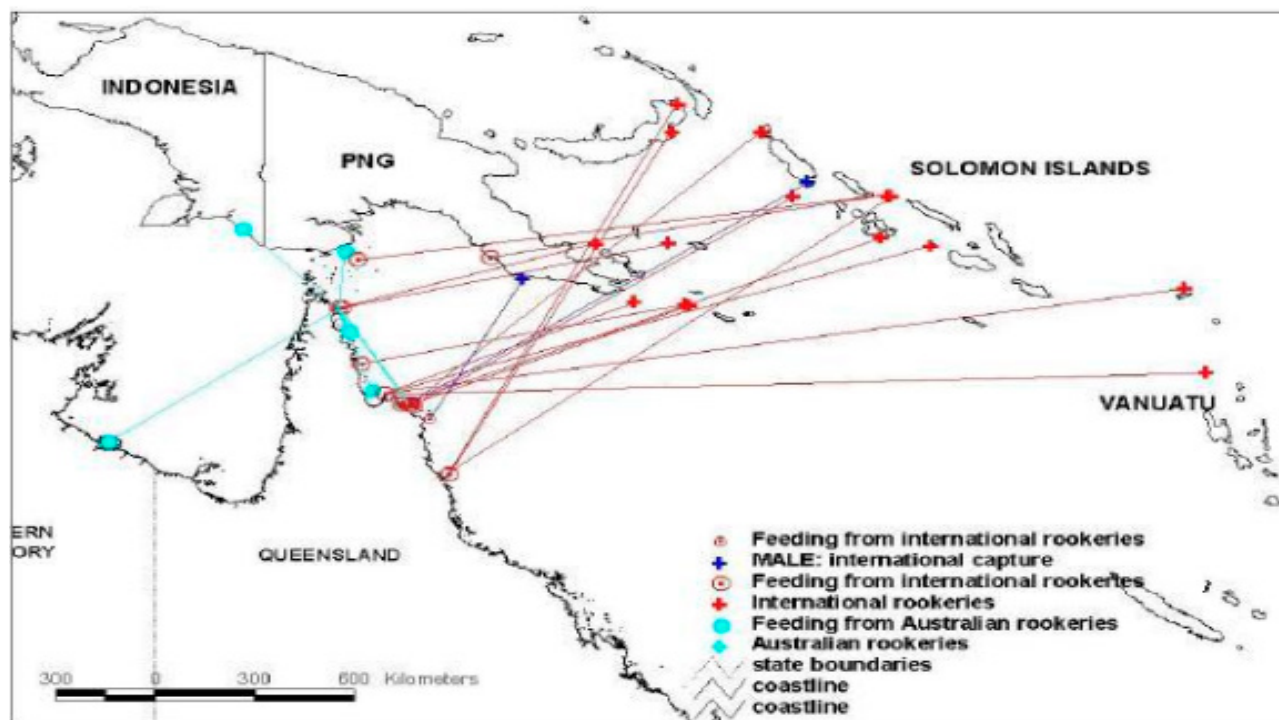 INDONESIA
PNG
SOLOMON ISLANDS
VANUATU
ERN
ORY
QUEENSLAND
Feeding from international rookeries
MALE: international capture
Feeding from international rookeries
International rookeries
Feeding from Australian rookeries
Australian rookeries
state boundaries
coastline
coastline
300 0 300 600 Kilometers